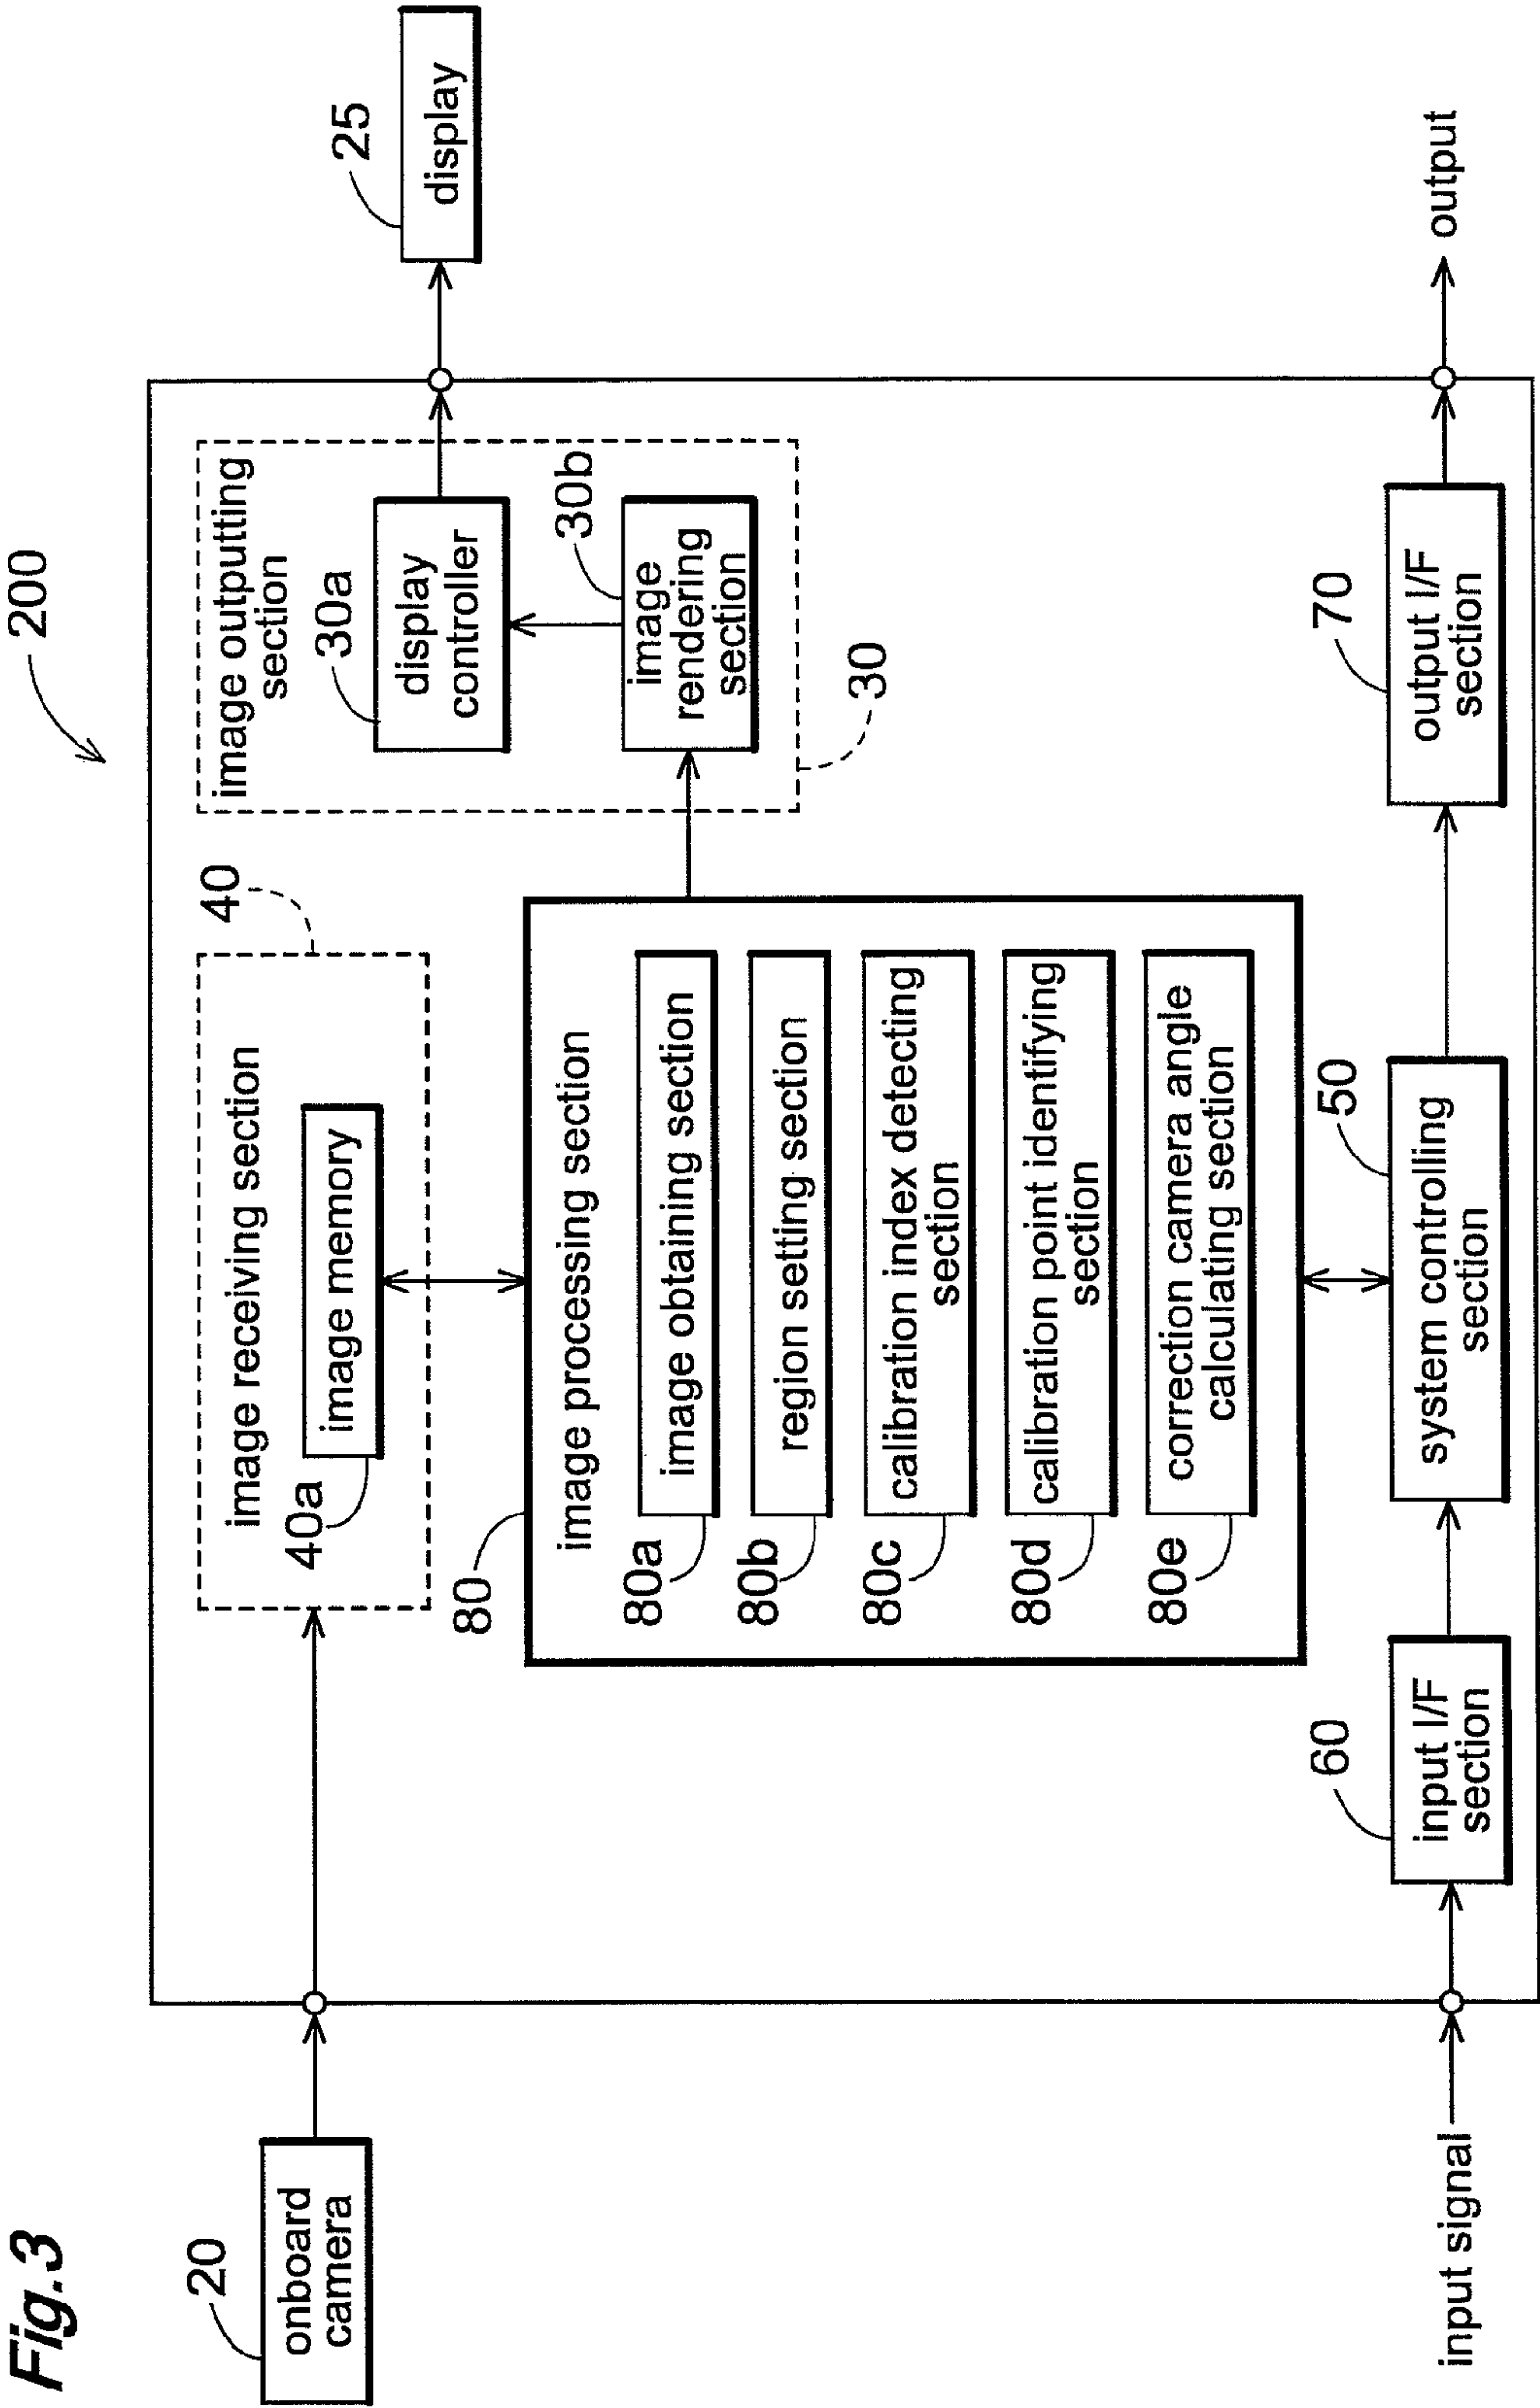 Fig.3
200
20
onboard
camera
40
image receiving section
40a
image memory
image outputting
section
30a
display
controller
30b
image
rendering
section
30
25
display
80
image processing section
80a
image obtaining section
80b
region setting section
80c
calibration index detecting
section
80d
calibration point identifying
section
80e
correction camera angle
calculating section
input signal
60
input I/F
section
50
system controlling
section
70
output I/F
section
output